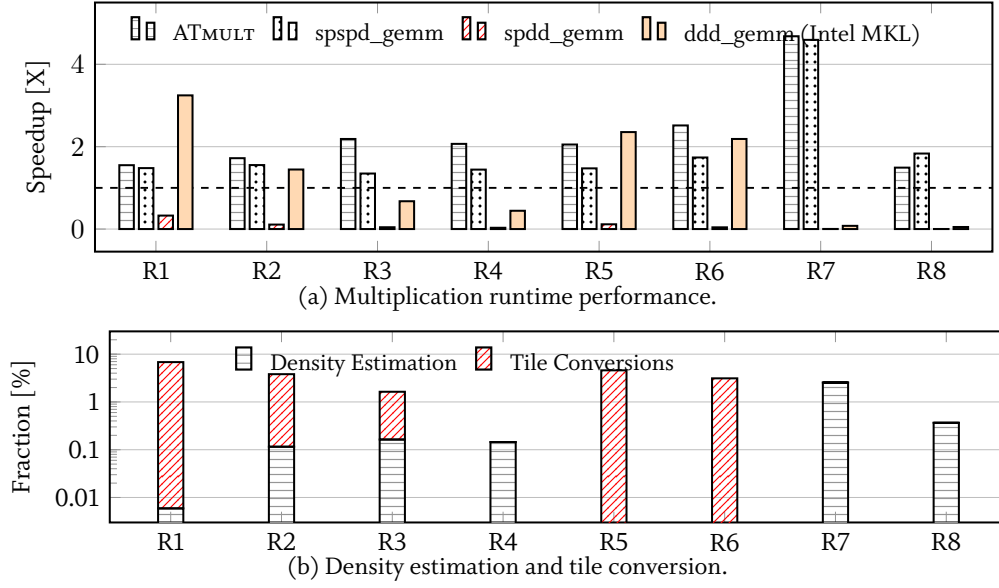 ATMULT spspd_gemm spdd_gemm ddd_gemm (Intel MKL)
Speedup [X]
4
2
0
R1 R2 R3 R4 R5 R6 R7 R8
(a) Multiplication runtime performance.
Density Estimation Tile Conversions
Fraction [%]
10
1
0.1
0.01
R1 R2 R3 R4 R5 R6 R7 R8
(b) Density estimation and tile conversion.